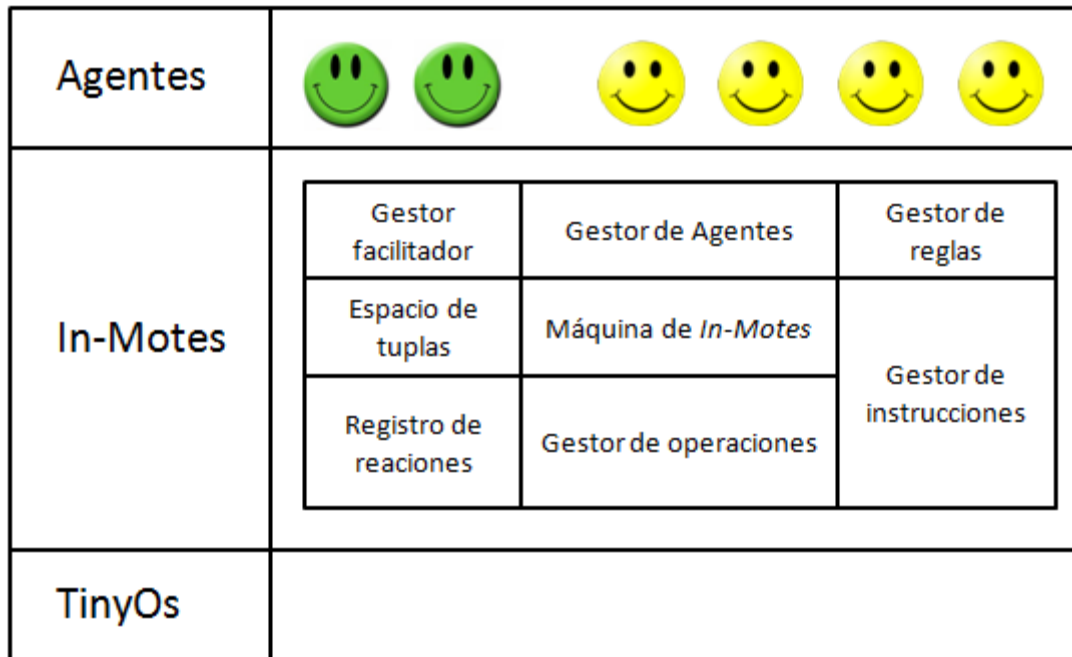 Agentes
In-Motes
Gestor
facilitador
Gestor de Agentes
Gestor de
reglas
Espacio de
tuplas
Máquina de In-Motes
Gestor de
instrucciones
Registro de
reaciones
Gestor de operaciones
TinyOs